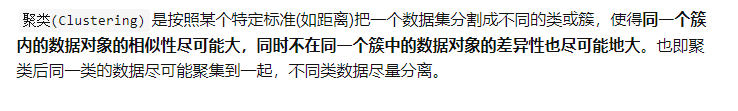 聚类(Clustering) 是按照某个特定标准(如距离)把一个数据集分割成不同的类或簇，使得同一个簇
内的数据对象的相似性尽可能大，同时不在同一个簇中的数据对象的差异性也尽可能地大。也即聚
类后同一类的数据尽可能聚集到一起，不同类数据尽量分离。